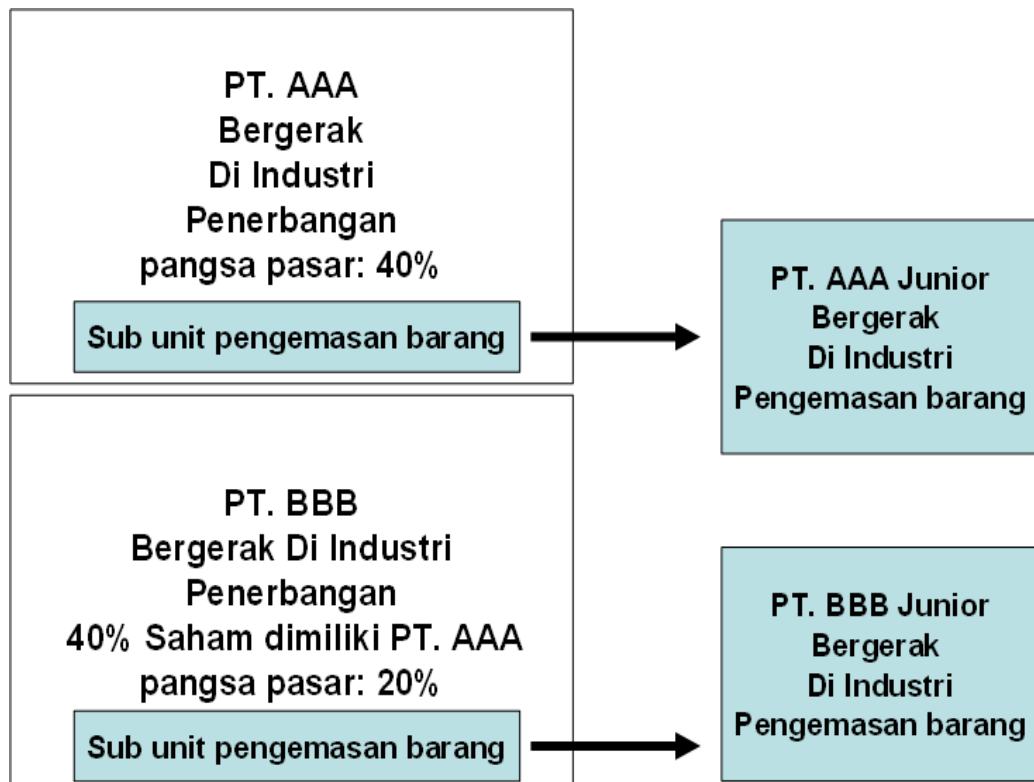 PT. AAA
Bergerak
Di Industri
Penerbangan
pangsa pasar: 40%
Sub unit pengemasan barang
PT. AAA Junior
Bergerak
Di Industri
Pengemasan barang
PT. BBB
Bergerak Di Industri
Penerbangan
40% Saham dimiliki PT. AAA
pangsa pasar: 20%
Sub unit pengemasan barang
PT. BBB Junior
Bergerak
Di Industri
Pengemasan barang